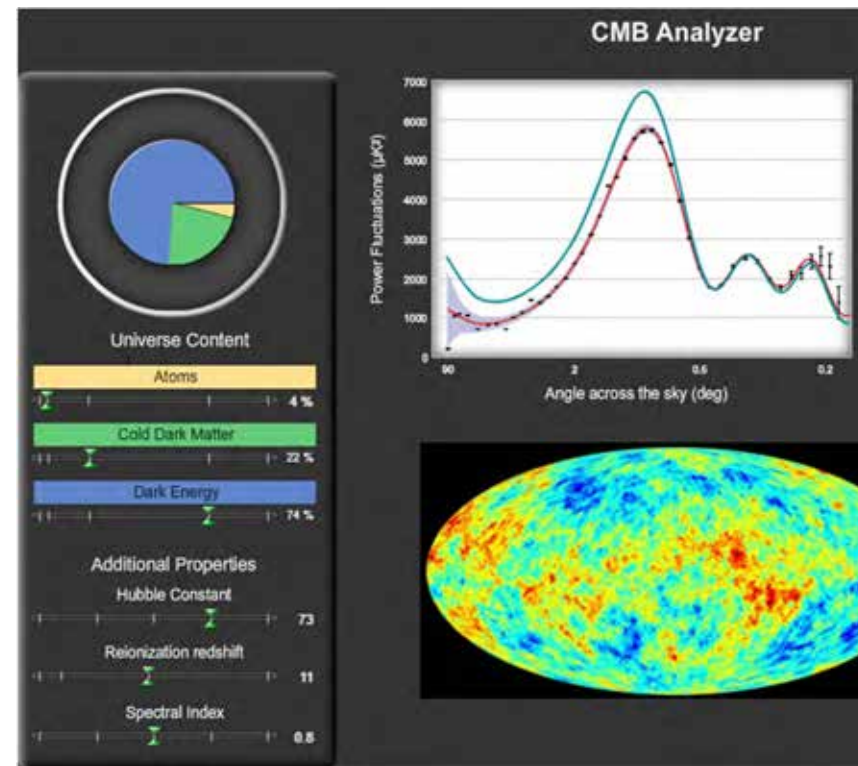 CMB Analyzer
Universe Content
Atoms
4 %
Cold Dark Matter
22 %
Dark Energy
74 %
Additional Properties
Hubble Constant
73
Reionization redshift
11
Spectral Index
0.8
Power Fluctuations (μK²)
7000
6000
5000
4000
3000
2000
1000
0
90 2 0.6 0.2
Angle across the sky (deg)